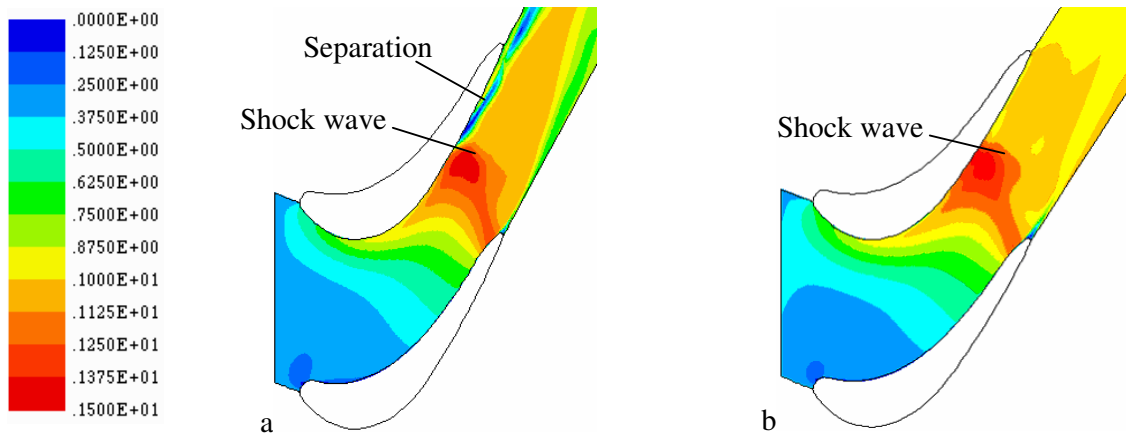 .0000E+00
.1250E+00
.2500E+00
.3750E+00
.5000E+00
.6250E+00
.7500E+00
.8750E+00
.1000E+01
.1125E+01
.1250E+01
.1375E+01
.1500E+01
Separation
Shock wave
a
Shock wave
b